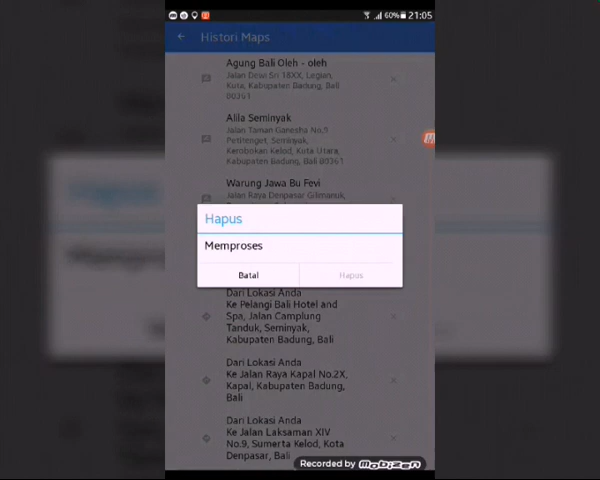 60% 21:05
Histori Maps
Agung Bali Oleh - oleh
Jalan Dewi Sri 18XX, Legian,
Kuta, Kabupaten Badung, Bali
80361
Alila Seminyak
Jalan Taman Ganesha No.9
Petitenget, Seminyak,
Kerobokan Kelod, Kuta Utara,
Kabupaten Badung, Bali 80361
Warung Jawa Bu Fevi
Jalan Raya Denpasar Gilimanuk,
Hapus
Memproses
Batal Hapus
Dari Lokasi Anda
Ke Pelangi Bali Hotel and
Spa, Jalan Camplung
Tanduk, Seminyak,
Kabupaten Badung, Bali
Dari Lokasi Anda
Ke Jalan Raya Kapal No.2X,
Kapal, Kabupaten Badung,
Bali
Dari Lokasi Anda
Ke Jalan Laksaman XIV
No.9, Sumerta Kelod, Kota
Denpasar, Bali
Recorded by Mobizen